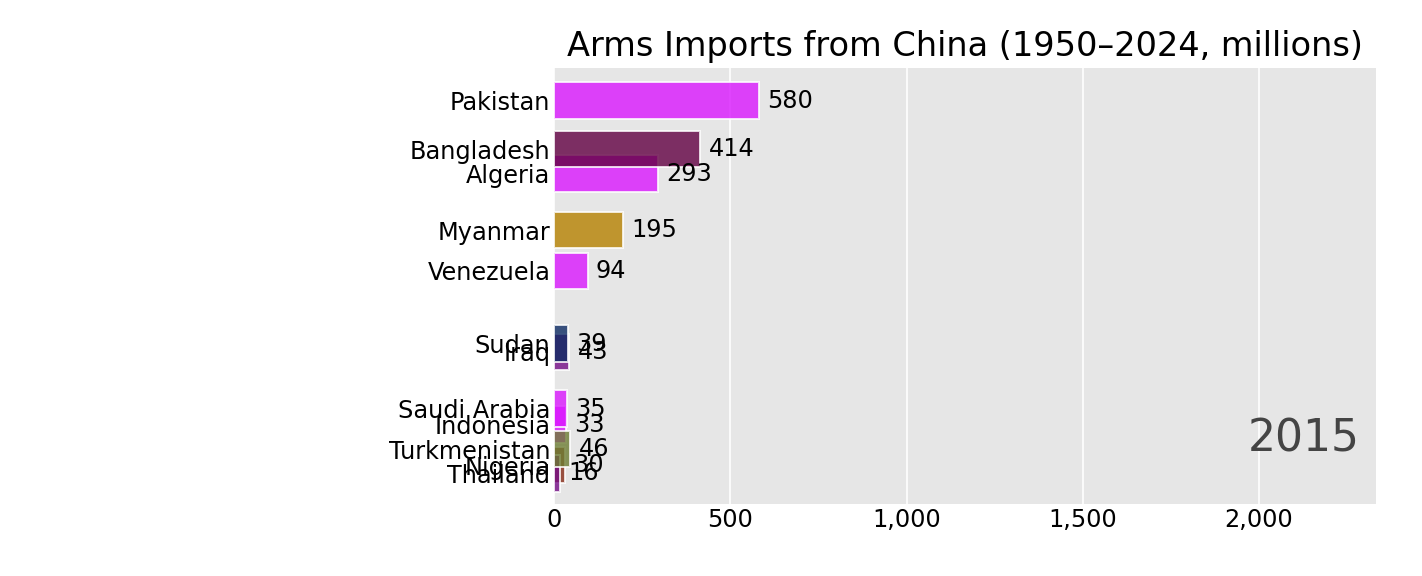 Arms Imports from China (1950–2024, millions)
Pakistan 580
Bangladesh 414
Algeria 293
Myanmar 195
Venezuela 94
Sudan 39
Iraq 43
Saudi Arabia 35
Indonesia 33
Turkmenistan 46
Nigeria 30
Thailand 16
2015
0 500 1,000 1,500 2,000